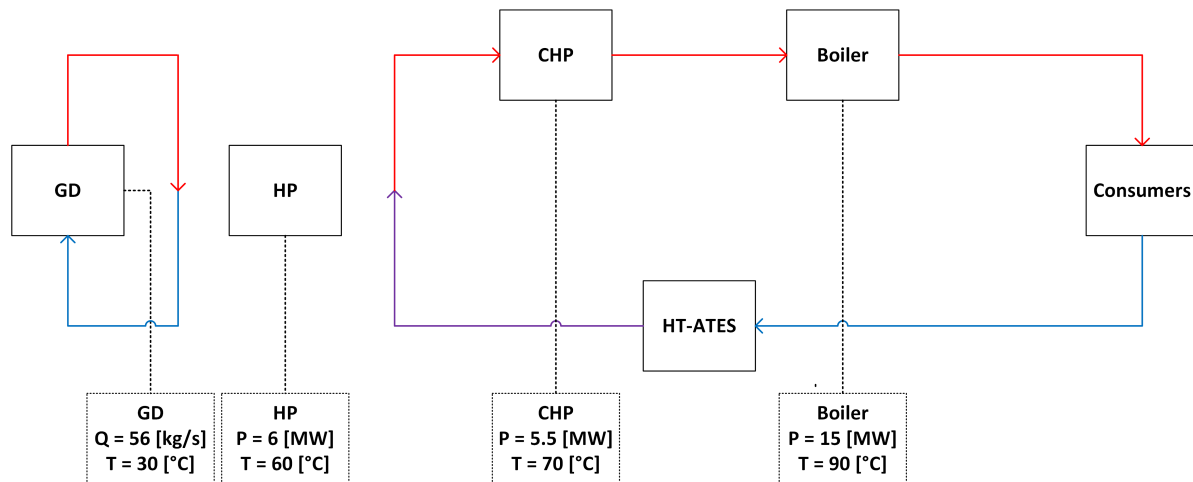 CHP
Boiler
GD
HP
Consumers
HT-ATES
GD
Q = 56 [kg/s]
T = 30 [°C]
HP
P = 6 [MW]
T = 60 [°C]
CHP
P = 5.5 [MW]
T = 70 [°C]
Boiler
P = 15 [MW]
T = 90 [°C]